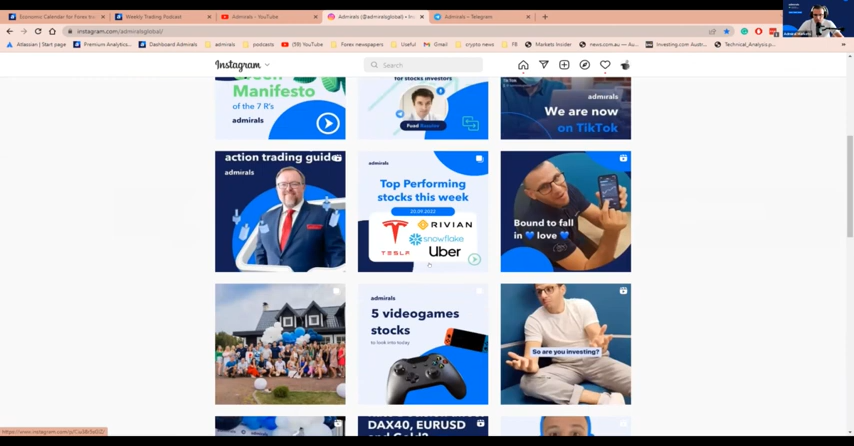 Economic Calendar for Forex In
Weekly Trading Podcast
Admirals - YouTube
Admirals (@admiralsglobal) • In
Admirals – Telegram
instagram.com/admiralsglobal/
Atlassian | Start page
Premium Analytics...
Dashboard Admirals
admirals
podcasts
(59) YouTube
Forex newspapers
Useful
Gmail
crypto news
FB
Markets Insider
news.com.au — Au...
Investing.com Austr...
Technical_Analysis.p...
Instagram
Search
Manifesto
of the 7 R's
admirals
for stocks investors
Fuad
admirals
We are now
on TikTok
action trading guide
admirals
admirals
Top Performing
stocks this week
RIVIAN
TESLA
snowflake
Uber
Bound to fall
in 💙 love 💙
admirals
5 videogames
stocks
to look into today
So are you investing?
DAX40, EURUSD
and Gold?